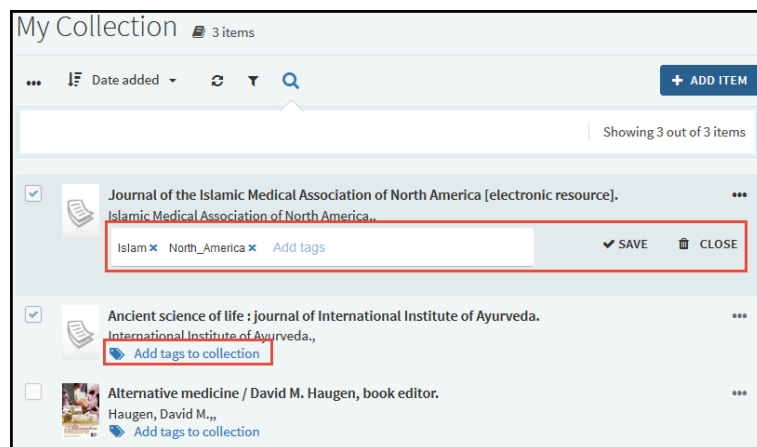 My Collection 3 items
Date added
+ ADD ITEM
Showing 3 out of 3 items
Journal of the Islamic Medical Association of North America [electronic resource].
Islamic Medical Association of North America.,
Islam × North_America × Add tags
SAVE CLOSE
Ancient science of life : journal of International Institute of Ayurveda.
International Institute of Ayurveda.,
Add tags to collection
Alternative medicine / David M. Haugen, book editor.
Haugen, David M.,,
Add tags to collection